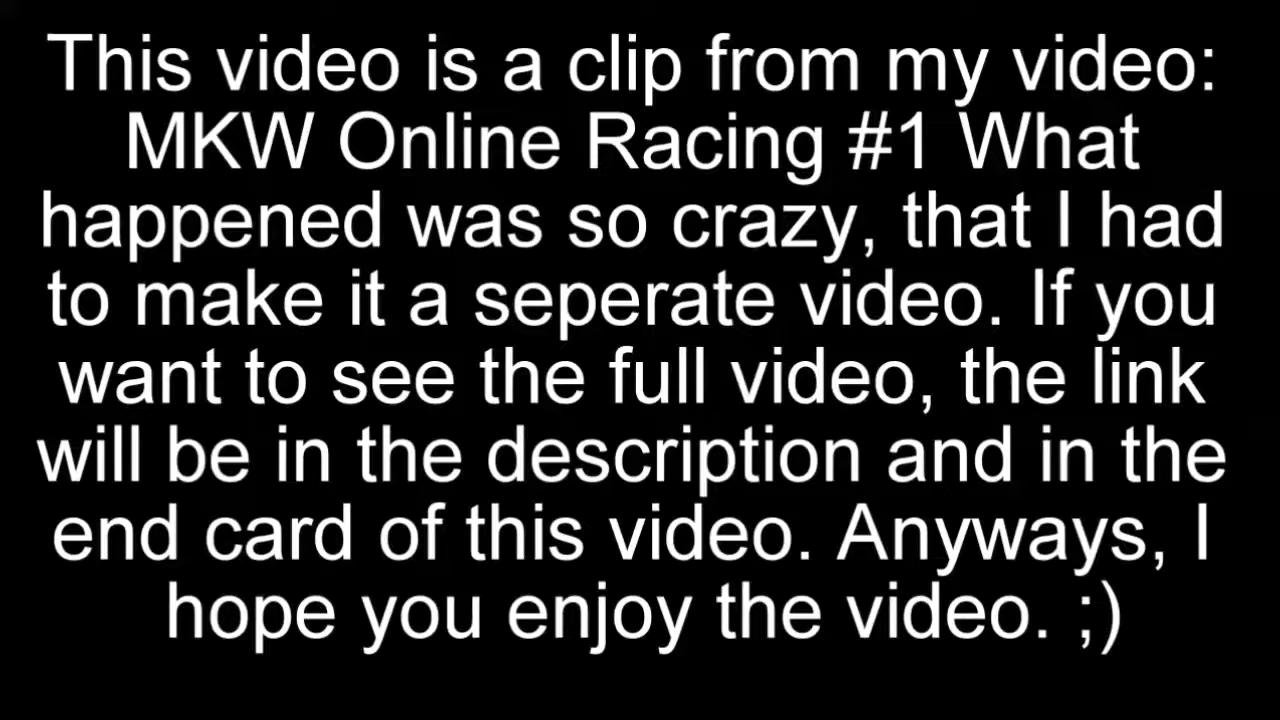 This video is a clip from my video:
MKW Online Racing #1 What
happened was so crazy, that I had
to make it a seperate video. If you
want to see the full video, the link
will be in the description and in the
end card of this video. Anyways, I
hope you enjoy the video. ;)